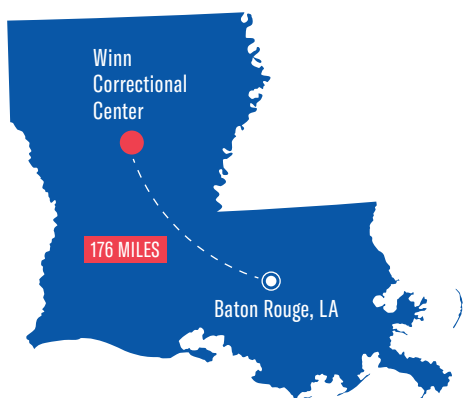 Winn
Correctional
Center
176 MILES
Baton Rouge, LA